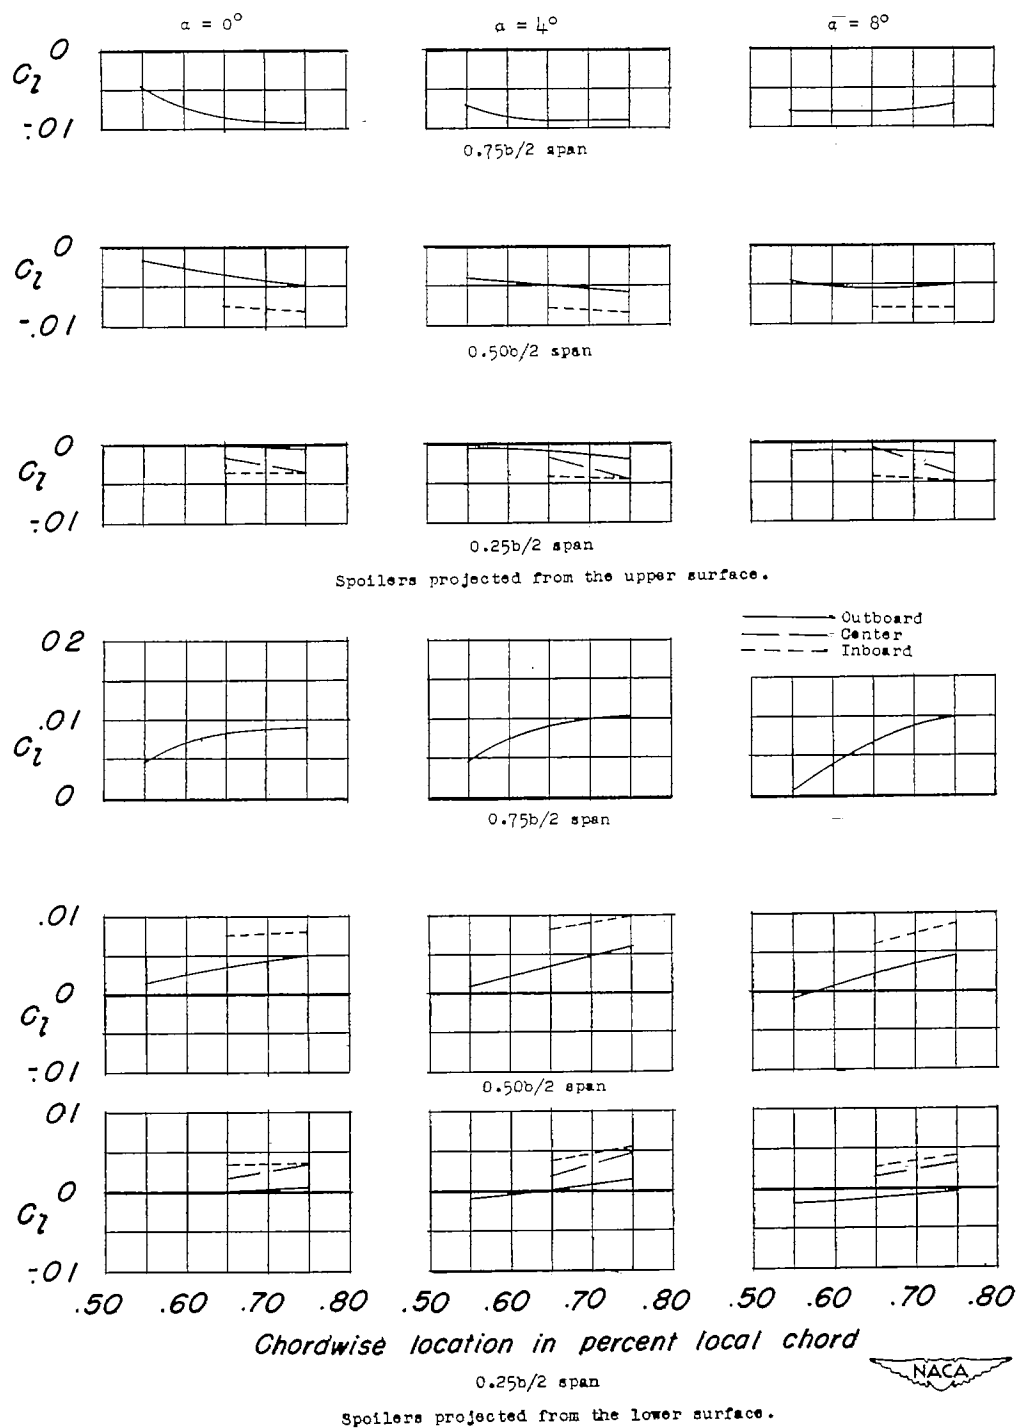 α = 0° α = 4° α = 8°
0
C_l
-.01
0.75b/2 span
0
C_l
-.01
0.50b/2 span
0
C_l
-.01
0.25b/2 span
Spoilers projected from the upper surface.
Outboard
Center
Inboard
02
.01
C_l
0
0.75b/2 span
.01
0
C_l
-.01
0.50b/2 span
01
0
C_l
-.01
.50 .60 .70 .80 .50 .60 .70 .80 .50 .60 .70 .80
Chordwise location in percent local chord
0.25b/2 span
NACA
Spoilers projected from the lower surface.